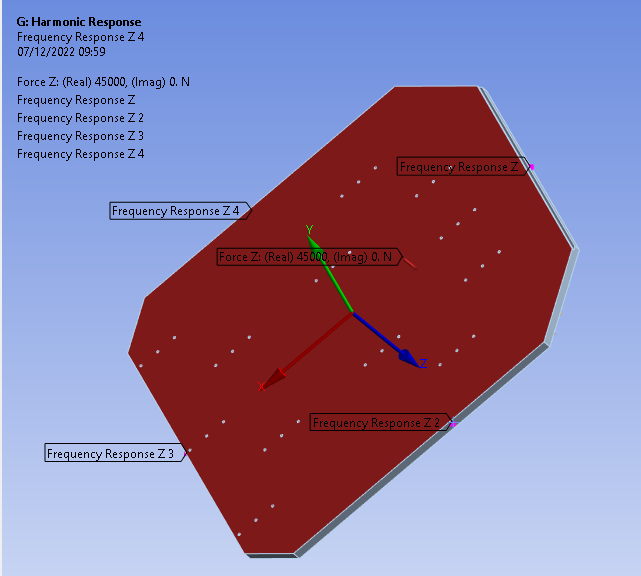 G: Harmonic Response
Frequency Response Z 4
07/12/2022 09:59
Force Z: (Real) 45000, (Imag) 0. N
Frequency Response Z
Frequency Response Z 2
Frequency Response Z 3
Frequency Response Z 4
Frequency Response Z
Frequency Response Z 4
Y
Force Z: (Real) 45000, (Imag) 0. N
Z
X
Frequency Response Z 2
Frequency Response Z 3